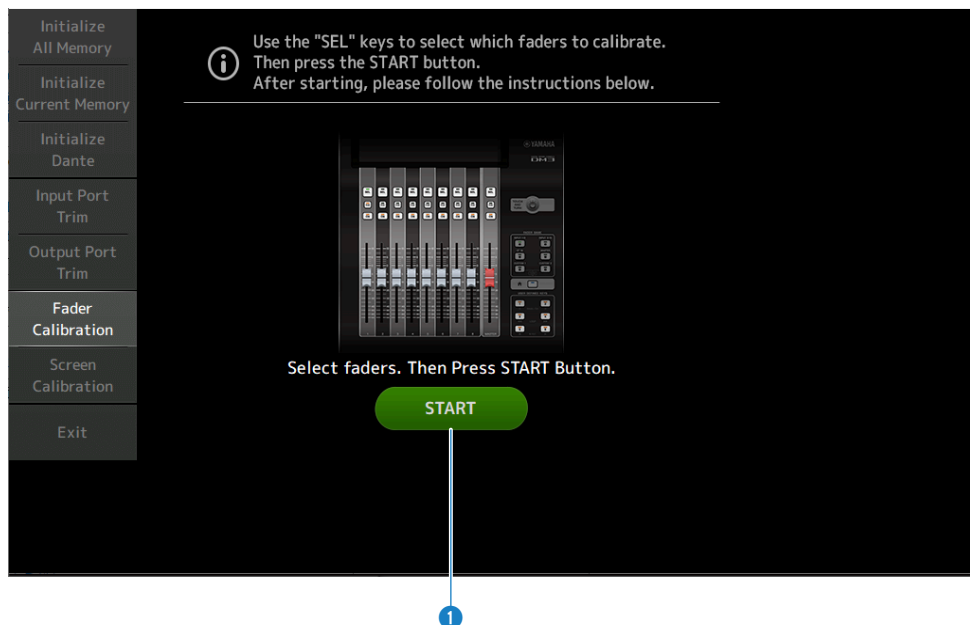 Initialize
All Memory
Initialize
Current Memory
Initialize
Dante
Input Port
Trim
Output Port
Trim
Fader
Calibration
Screen
Calibration
Exit
Use the "SEL" keys to select which faders to calibrate.
Then press the START button.
After starting, please follow the instructions below.
YAMAHA
DM3
Select faders. Then Press START Button.
START
1